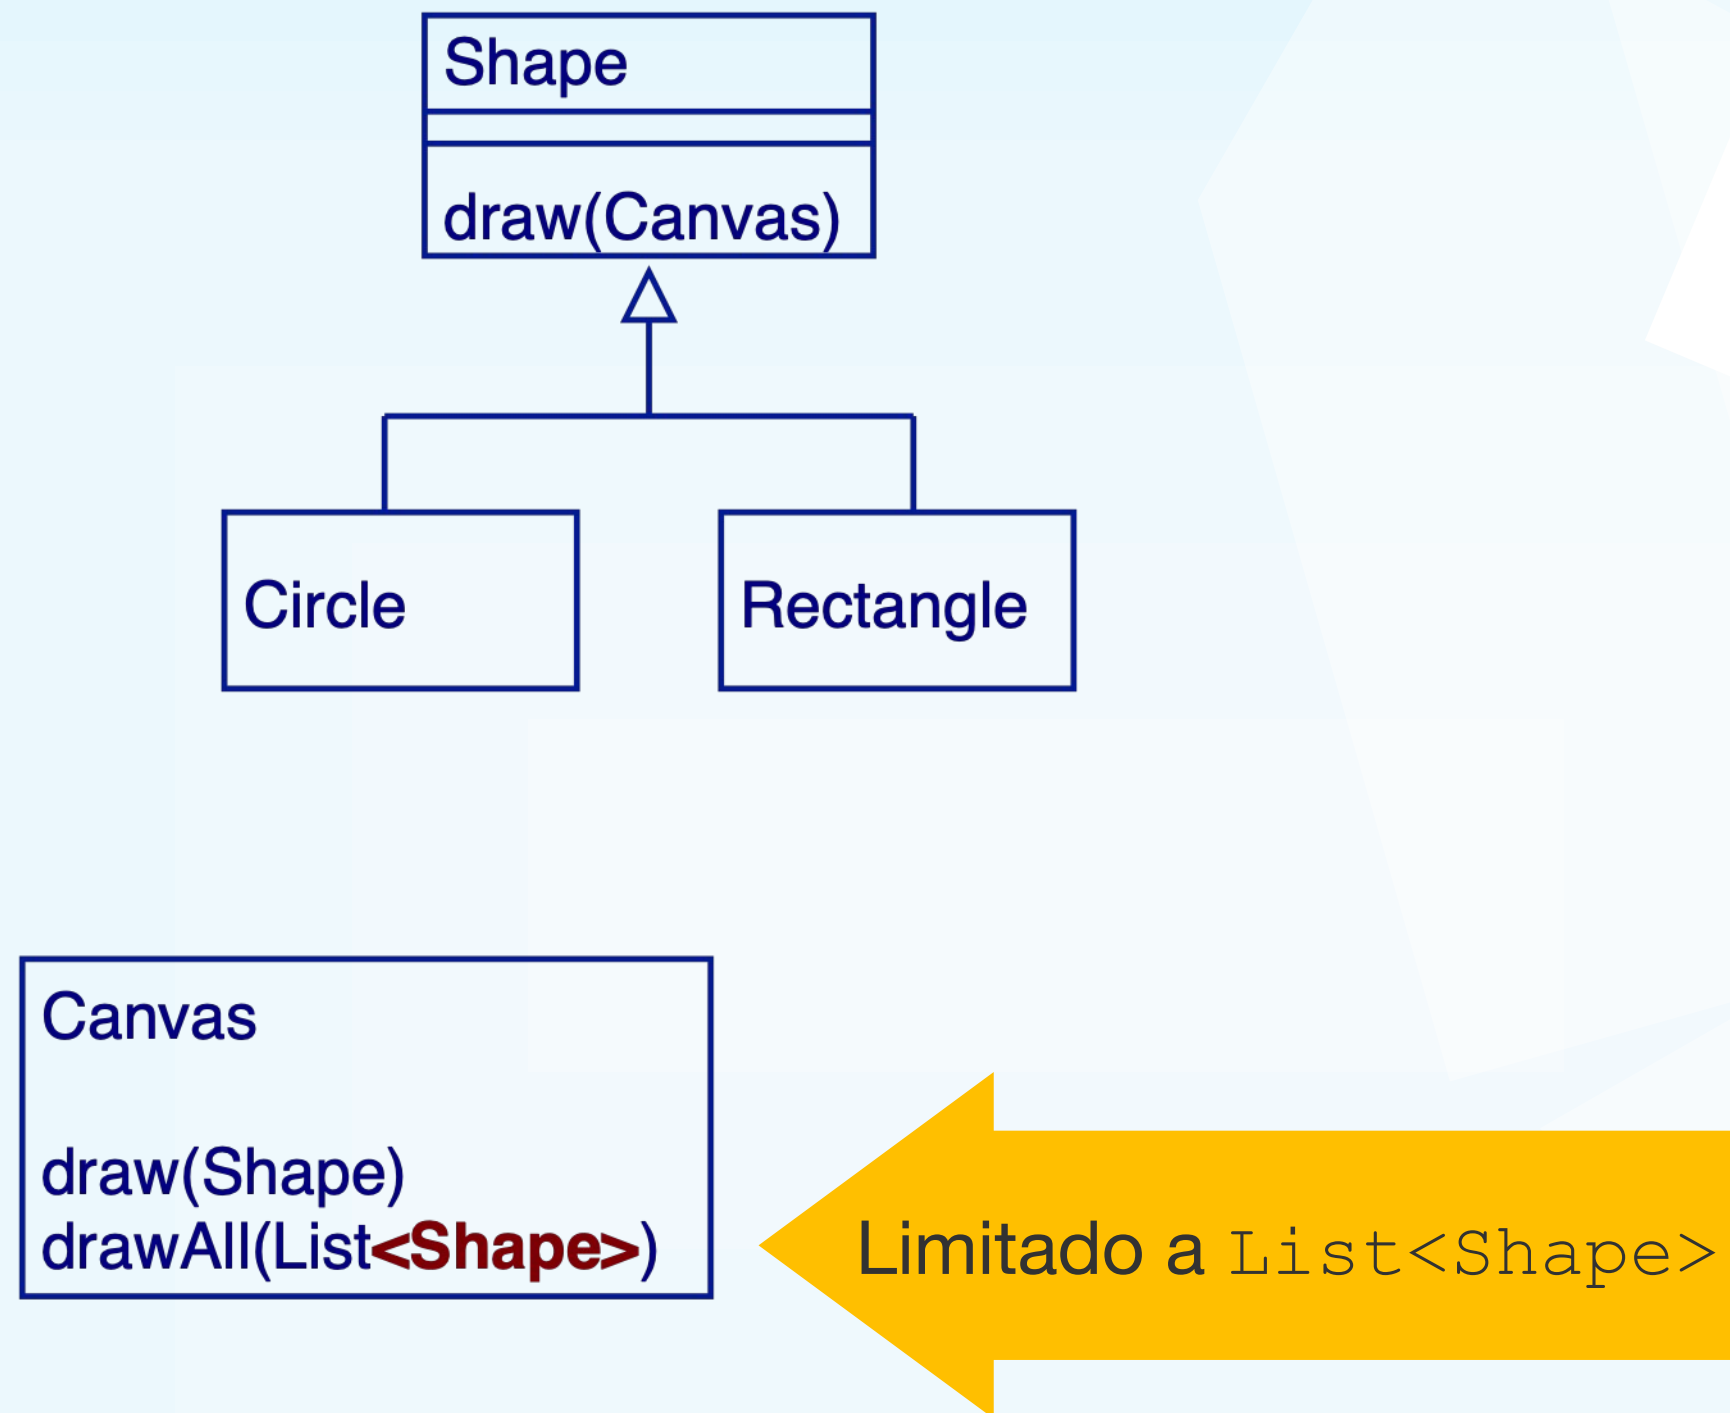 Shape
draw(Canvas)
Circle
Rectangle
Canvas
draw(Shape)
drawAll(List<Shape>)
Limitado a List<Shape>